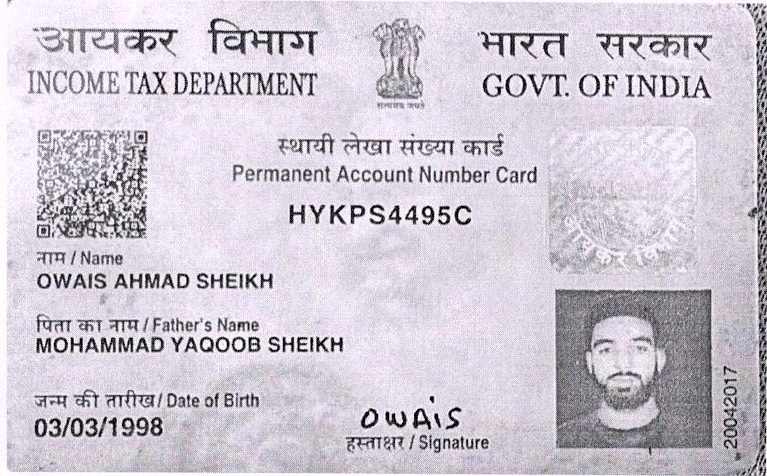 आयकर विभाग
INCOME TAX DEPARTMENT
सत्यमेव जयते
भारत सरकार
GOVT. OF INDIA
स्थायी लेखा संख्या कार्ड
Permanent Account Number Card
HYKPS4495C
नाम / Name
OWAIS AHMAD SHEIKH
पिता का नाम / Father's Name
MOHAMMAD YAQOOB SHEIKH
जन्म की तारीख / Date of Birth
03/03/1998
OWAIS
हस्ताक्षर / Signature
20042017